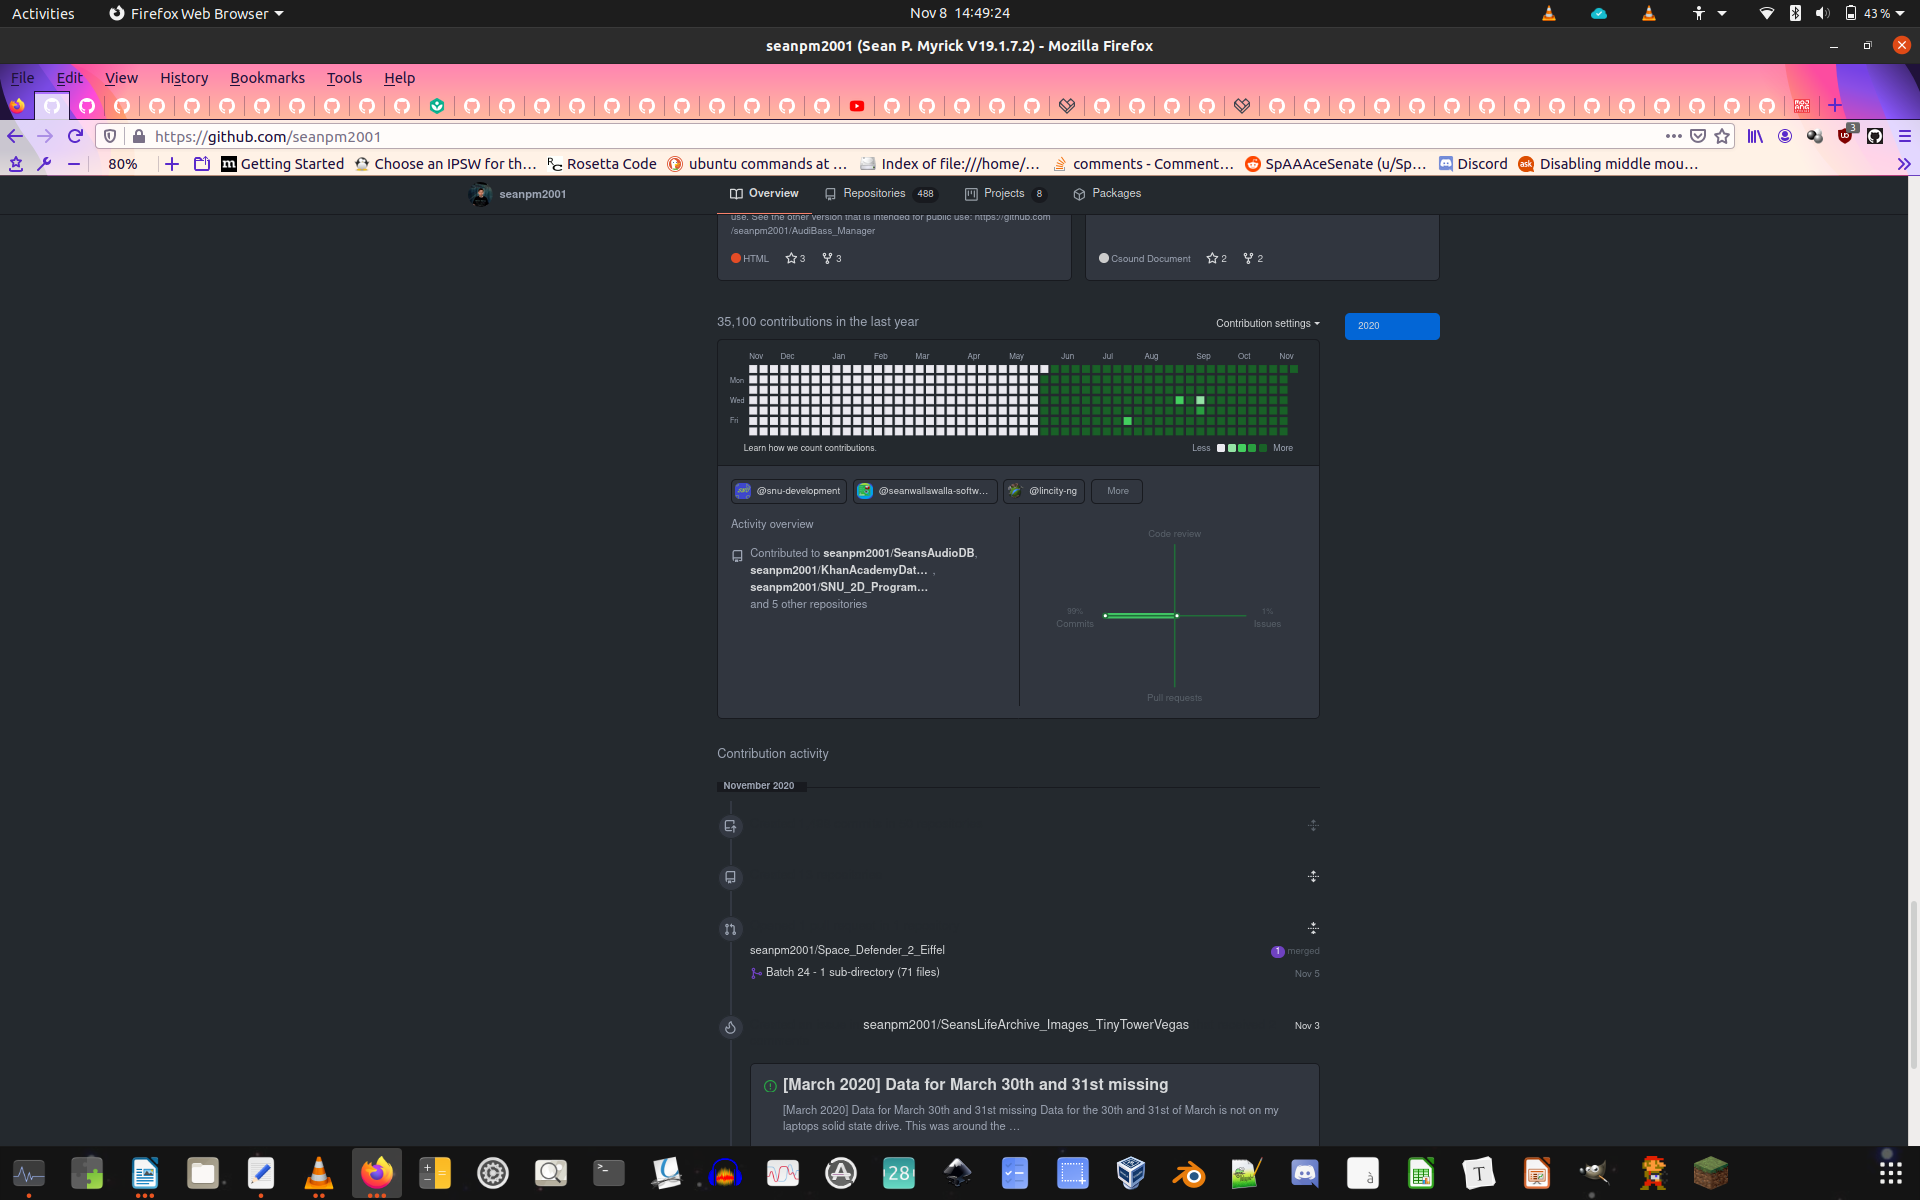 Activities
Firefox Web Browser
Nov 8 14:49:24
43 %
seanpm2001 (Sean P. Myrick V19.1.7.2) - Mozilla Firefox
File Edit View History Bookmarks Tools Help
https://github.com/seanpm2001
3
80%
Getting Started
Choose an IPSW for th…
Rosetta Code
ubuntu commands at …
Index of file:///home/…
comments - Comment…
SpAAAceSenate (u/Sp…
Discord
Disabling middle mou…
seanpm2001
Overview
Repositories 488
Projects 8
Packages
use. See the other version that is intended for public use: https://github.com
/seanpm2001/AudiBass_Manager
HTML 3 3
Csound Document 2 2
35,100 contributions in the last year
Contribution settings
2020
Nov Dec Jan Feb Mar Apr May Jun Jul Aug Sep Oct Nov
Mon
Wed
Fri
Learn how we count contributions.
Less More
@snu-development
@seanwallawalla-softw…
@lincity-ng
More
Activity overview
Contributed to seanpm2001/SeansAudioDB,
seanpm2001/KhanAcademyDat… ,
seanpm2001/SNU_2D_Program…
and 5 other repositories
Code review
99%
Commits
1%
Issues
Pull requests
Contribution activity
November 2020
seanpm2001/Space_Defender_2_Eiffel
1 merged
Batch 24 - 1 sub-directory (71 files)
Nov 5
seanpm2001/SeansLifeArchive_Images_TinyTowerVegas
Nov 3
[March 2020] Data for March 30th and 31st missing
[March 2020] Data for March 30th and 31st missing Data for the 30th and 31st of March is not on my
laptops solid state drive. This was around the …
28